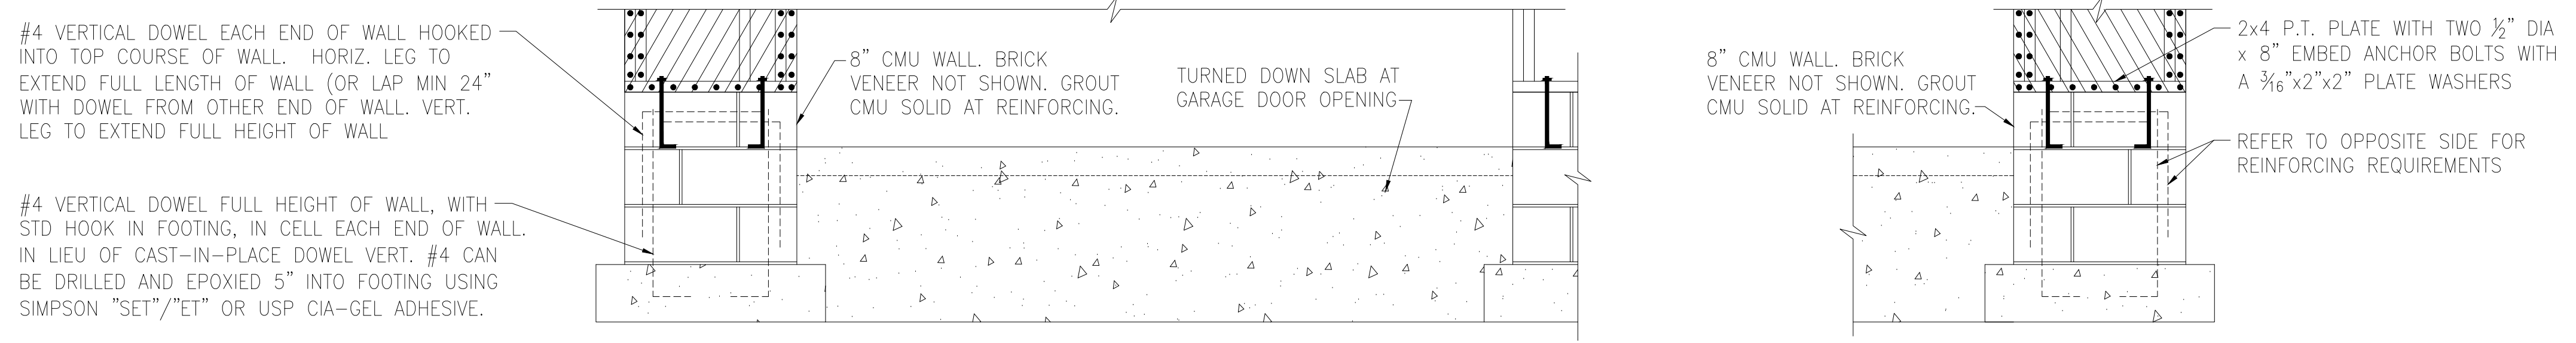 #4 VERTICAL DOWEL EACH END OF WALL HOOKED
INTO TOP COURSE OF WALL. HORIZ. LEG TO
EXTEND FULL LENGTH OF WALL (OR LAP MIN 24"
WITH DOWEL FROM OTHER END OF WALL. VERT.
LEG TO EXTEND FULL HEIGHT OF WALL
#4 VERTICAL DOWEL FULL HEIGHT OF WALL, WITH
STD HOOK IN FOOTING, IN CELL EACH END OF WALL.
IN LIEU OF CAST-IN-PLACE DOWEL VERT. #4 CAN
BE DRILLED AND EPOXIED 5" INTO FOOTING USING
SIMPSON "SET"/"ET" OR USP CIA-GEL ADHESIVE.
8" CMU WALL. BRICK
VENEER NOT SHOWN. GROUT
CMU SOLID AT REINFORCING.
TURNED DOWN SLAB AT
GARAGE DOOR OPENING
8" CMU WALL. BRICK
VENEER NOT SHOWN. GROUT
CMU SOLID AT REINFORCING.
2x4 P.T. PLATE WITH TWO ½" DIA
x 8" EMBED ANCHOR BOLTS WITH
A 3/16"x2"x2" PLATE WASHERS
REFER TO OPPOSITE SIDE FOR
REINFORCING REQUIREMENTS